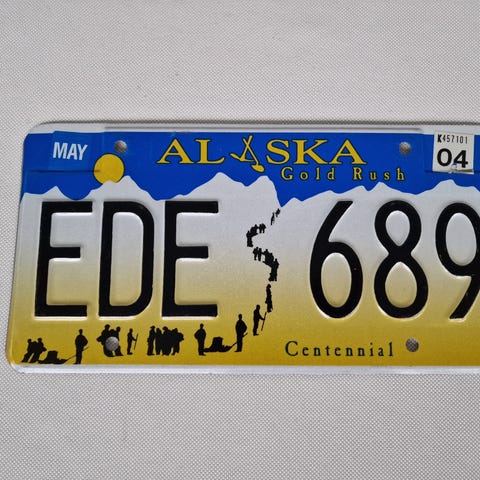 MAY
K457101
04
ALASKA
Gold Rush
EDE 689
Centennial